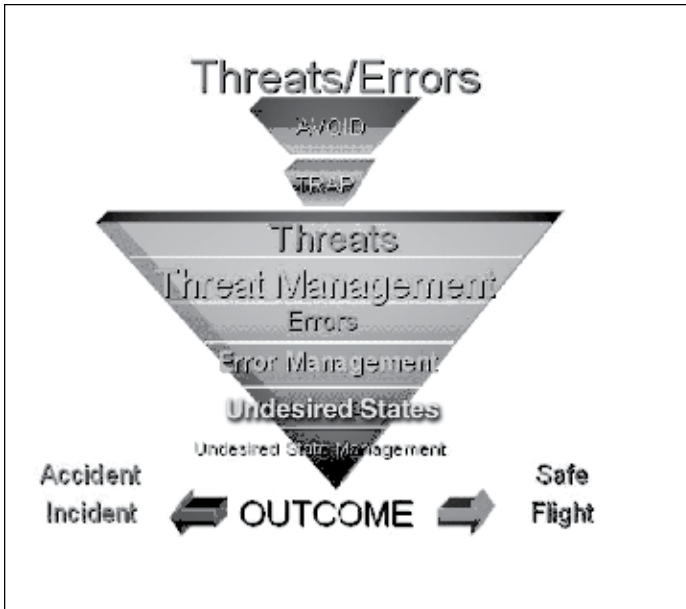 Threats/Errors
AVOID
TRAP
Threats
Threat Management
Errors
Error Management
Undesired States
Undesired State Management
Accident
Incident
OUTCOME
Safe
Flight